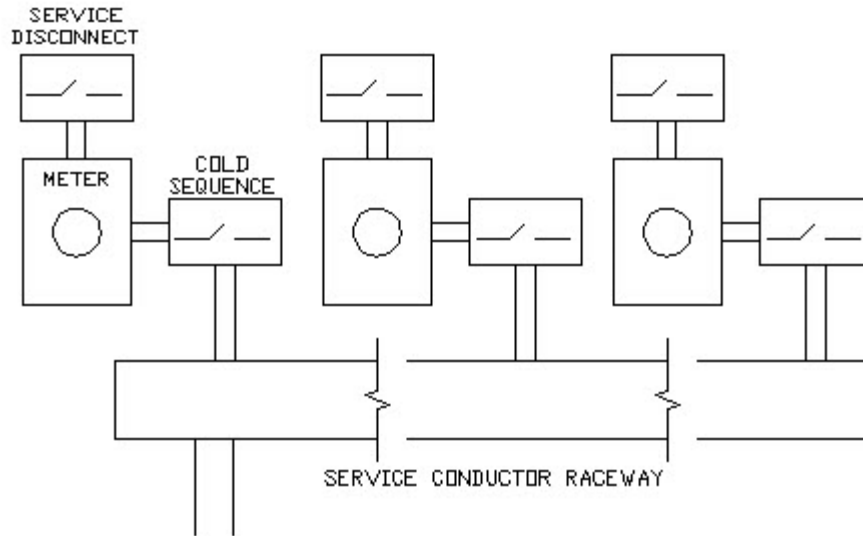 SERVICE
DISCONNECT
METER
COLD
SEQUENCE
SERVICE CONDUCTOR RACEWAY